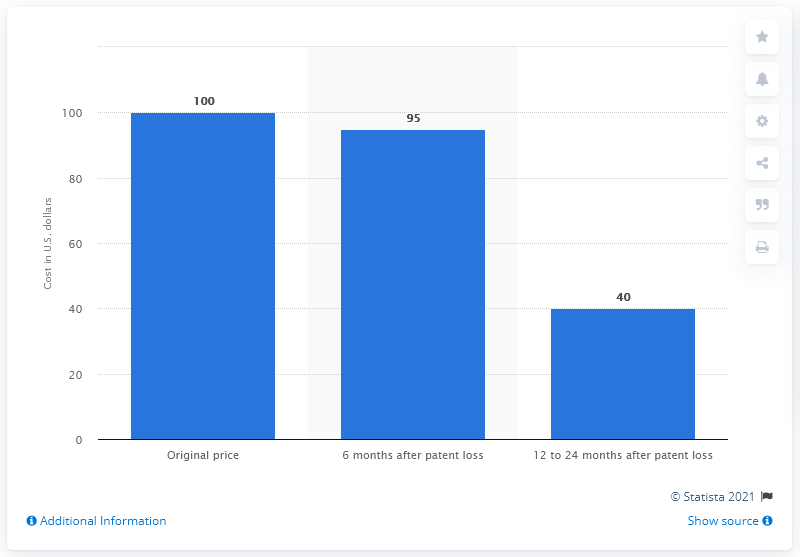 100
95
40
100
80
60
40
20
0
Cost in U.S. dollars
Original price
6 months after patent loss
12 to 24 months after patent loss
© Statista 2021
Additional Information
Show source